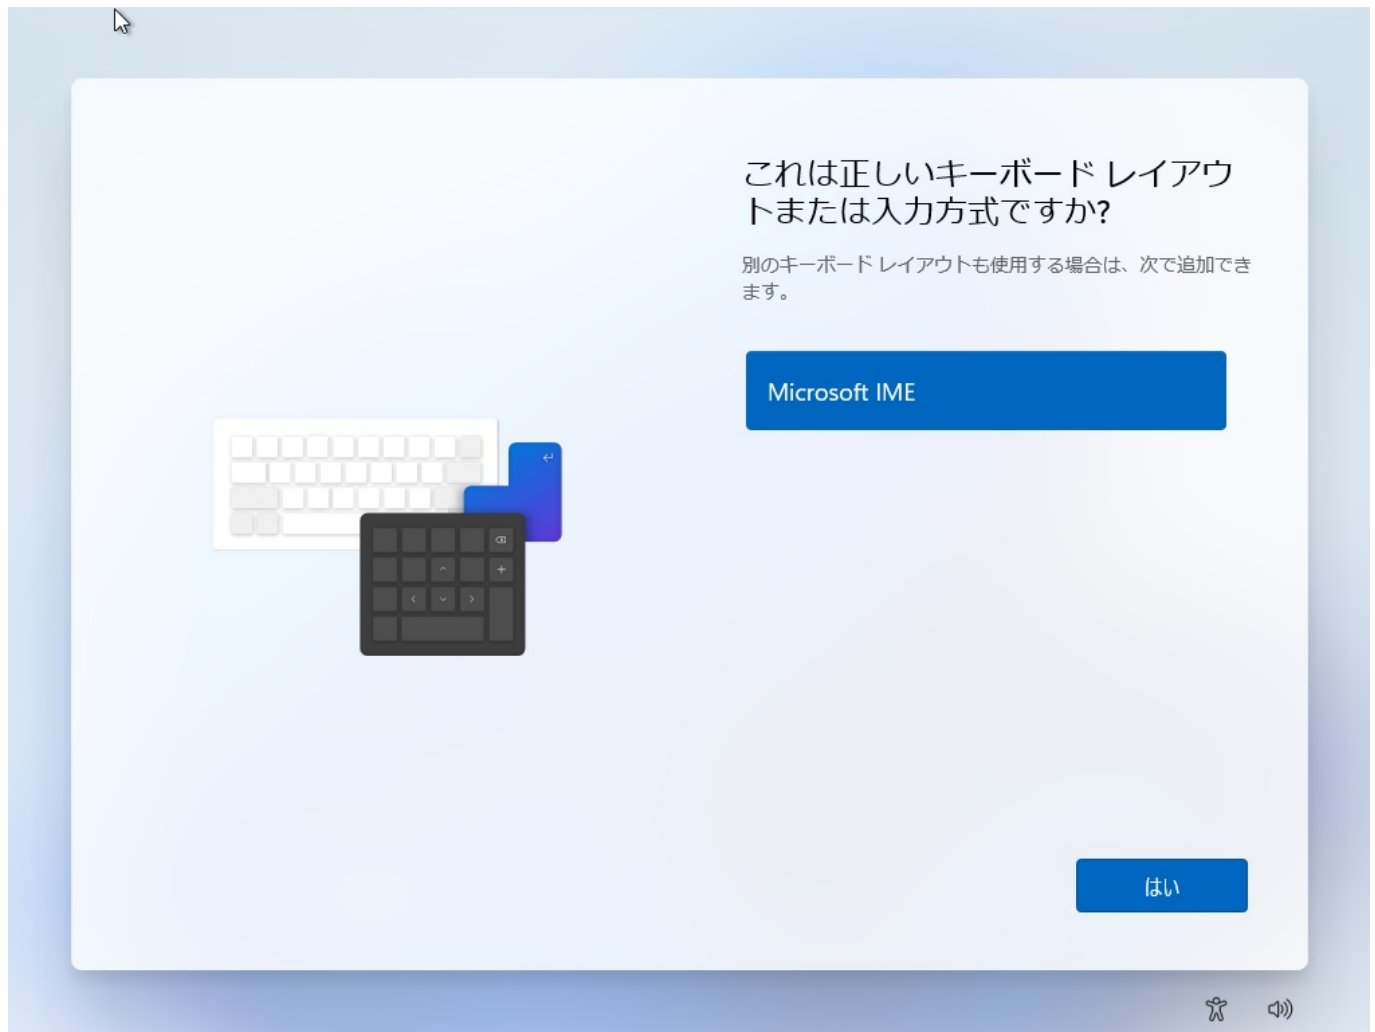 これは正しいキーボード レイアウ
トまたは入力方式ですか?
別のキーボード レイアウトも使用する場合は、次で追加でき
ます。
Microsoft IME
はい